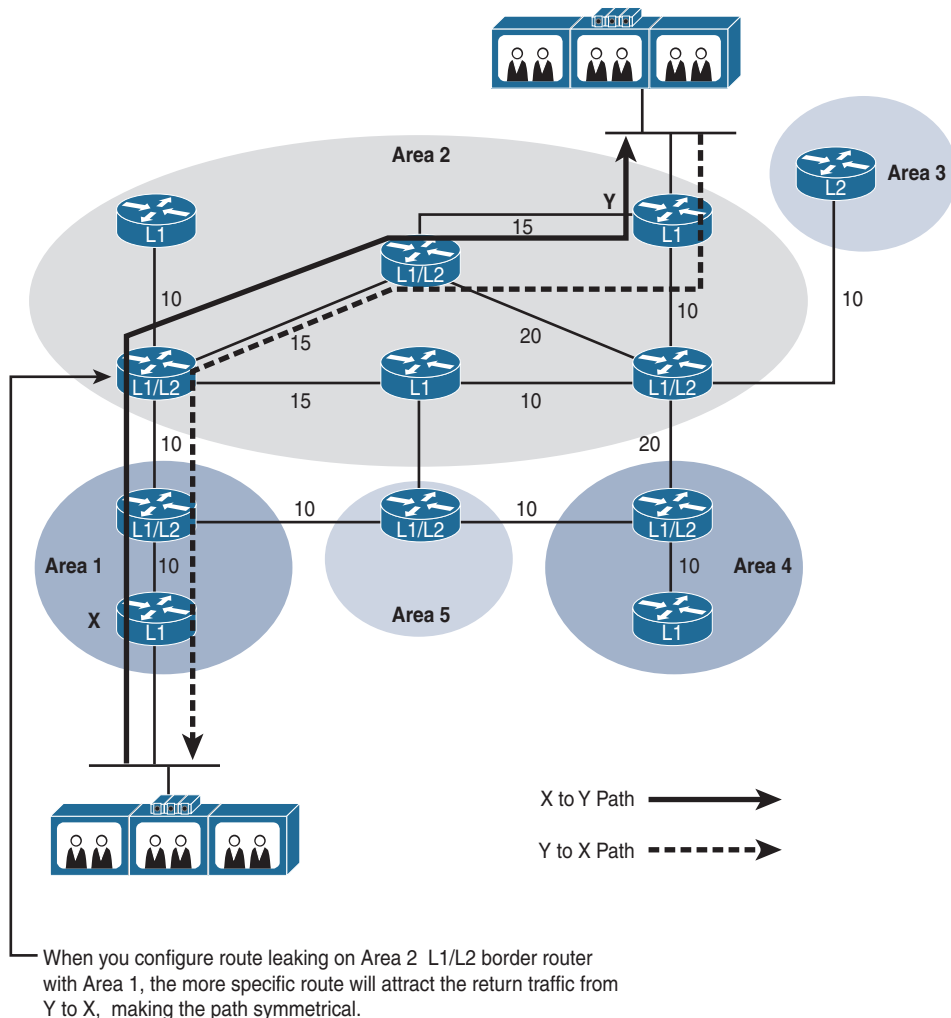 Area 2
Area 3
L2
Y
L1
15
L1
L1/L2
10
10
10
15
20
L1/L2
L1
L1/L2
15
10
10
20
L1/L2
10
L1/L2
10
L1/L2
Area 1
10
Area 5
10
Area 4
X
L1
L1
X to Y Path
Y to X Path
When you configure route leaking on Area 2 L1/L2 border router
with Area 1, the more specific route will attract the return traffic from
Y to X, making the path symmetrical.